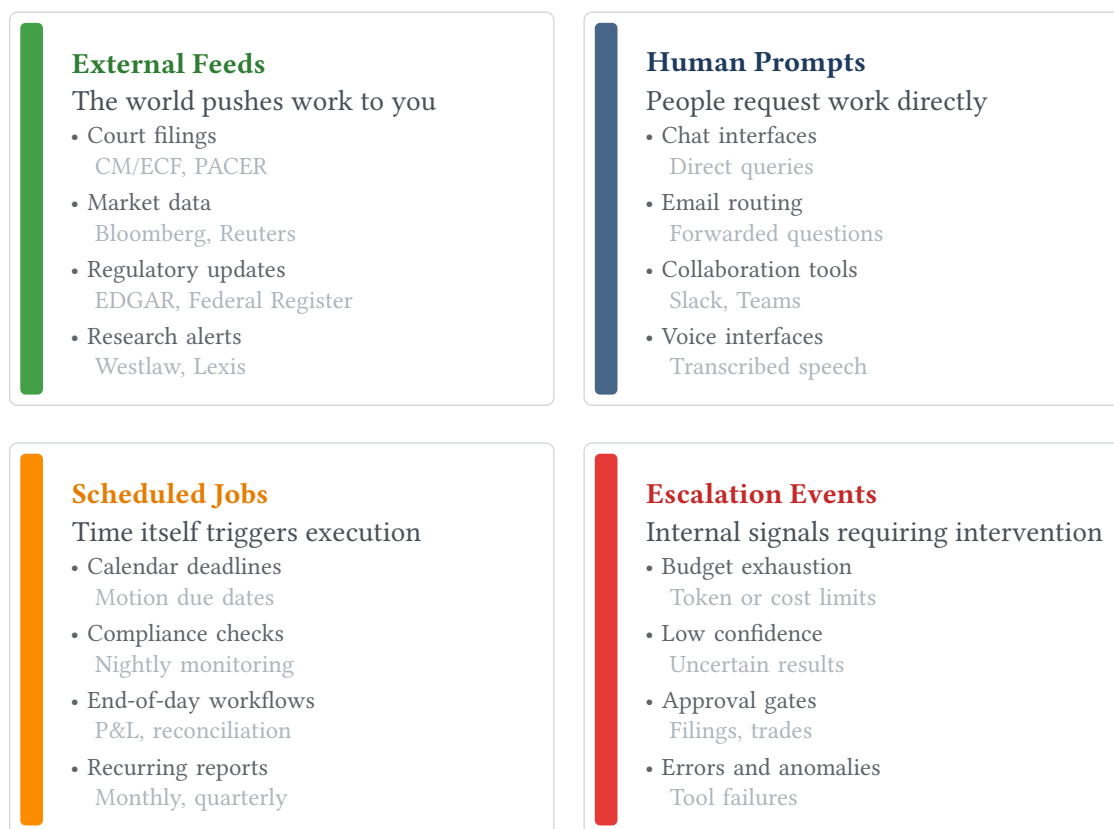 External Feeds
The world pushes work to you
• Court filings
CM/ECF, PACER
• Market data
Bloomberg, Reuters
• Regulatory updates
EDGAR, Federal Register
• Research alerts
Westlaw, Lexis
Human Prompts
People request work directly
• Chat interfaces
Direct queries
• Email routing
Forwarded questions
• Collaboration tools
Slack, Teams
• Voice interfaces
Transcribed speech
Scheduled Jobs
Time itself triggers execution
• Calendar deadlines
Motion due dates
• Compliance checks
Nightly monitoring
• End-of-day workflows
P&L, reconciliation
• Recurring reports
Monthly, quarterly
Escalation Events
Internal signals requiring intervention
• Budget exhaustion
Token or cost limits
• Low confidence
Uncertain results
• Approval gates
Filings, trades
• Errors and anomalies
Tool failures